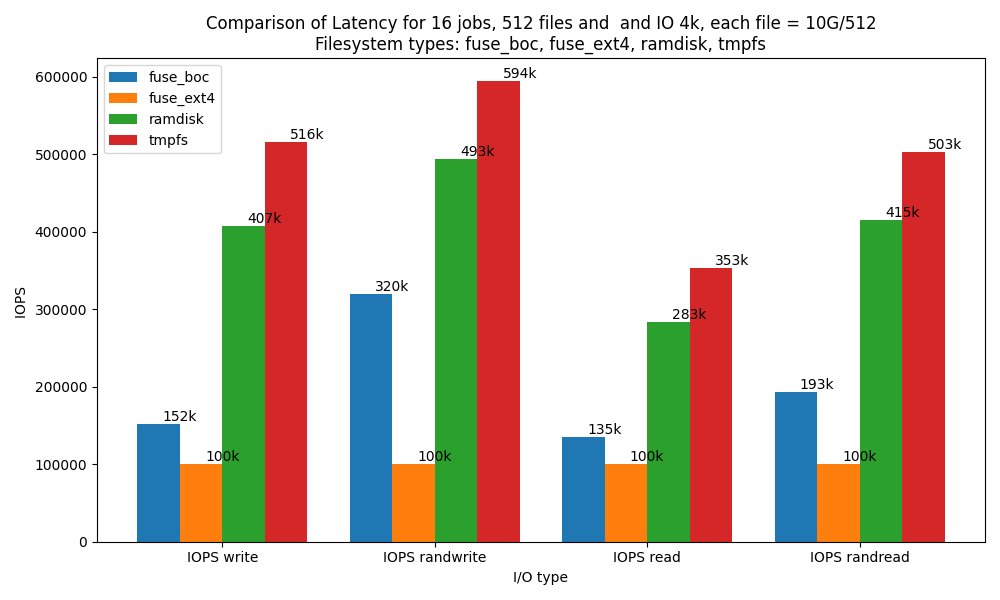 Comparison of Latency for 16 jobs, 512 files and  and IO 4k, each file = 10G/512
Filesystem types: fuse_boc, fuse_ext4, ramdisk, tmpfs
fuse_boc
fuse_ext4
ramdisk
tmpfs
IOPS
600000
500000
400000
300000
200000
100000
0
152k
100k
407k
516k
320k
100k
493k
594k
135k
100k
283k
353k
193k
100k
415k
503k
IOPS write
IOPS randwrite
IOPS read
IOPS randread
I/O type